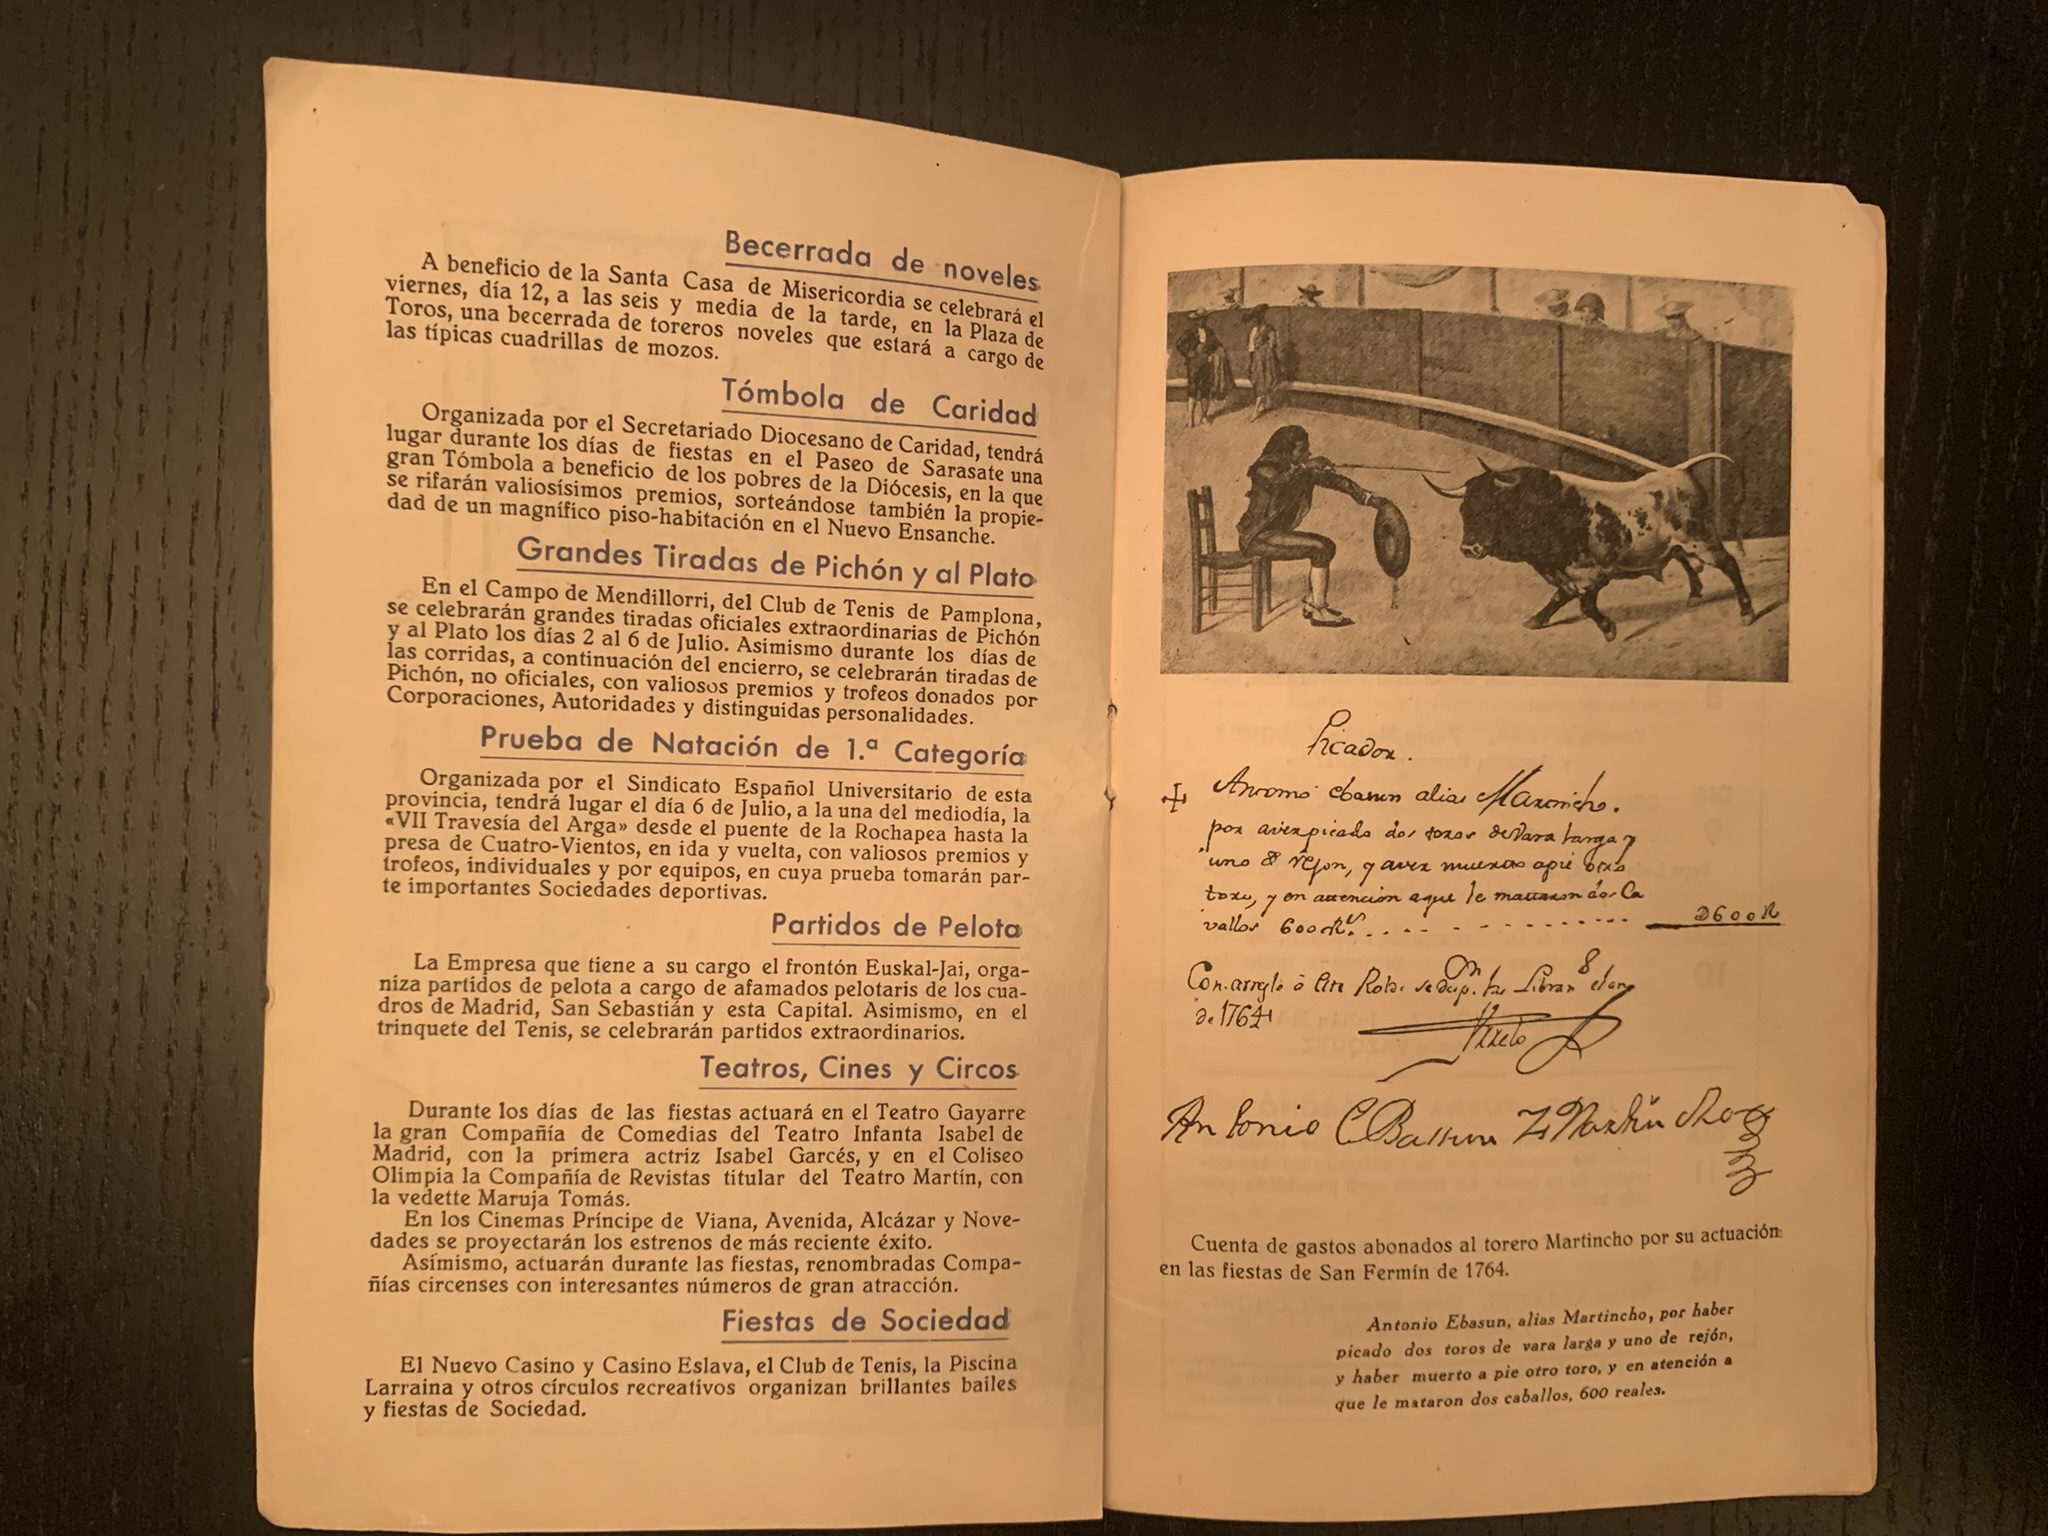 Becerrada de noveles
A beneficio de la Santa Casa de Misericordia se celebrará el
viernes, día 12, a las seis y media de la tarde, en la Plaza de
Toros, una becerrada de toreros noveles que estará a cargo de
las típicas cuadrillas de mozos.
Tómbola de Caridad
Organizada por el Secretariado Diocesano de Caridad, tendrá
lugar durante los días de fiestas en el Paseo de Sarasate una
gran Tómbola a beneficio de los pobres de la Diócesis, en la que
se rifarán valiosísimos premios, sorteándose también la propie-
dad de un magnífico piso-habitación en el Nuevo Ensanche.
Grandes Tiradas de Pichón y al Plato
En el Campo de Mendillorri, del Club de Tenis de Pamplona,
se celebrarán grandes tiradas oficiales extraordinarias de Pichón
y al Plato los días 2 al 6 de Julio. Asimismo durante los días de
las corridas, a continuación del encierro, se celebrarán tiradas de
Pichón, no oficiales, con valiosos premios y trofeos donados por
Corporaciones, Autoridades y distinguidas personalidades.
Prueba de Natación de 1.ª Categoría
Organizada por el Sindicato Español Universitario de esta
provincia, tendrá lugar el día 6 de Julio, a la una del mediodía, la
«VII Travesía del Arga» desde el puente de la Rochapea hasta la
presa de Cuatro-Vientos, en ida y vuelta, con valiosos premios y
trofeos, individuales y por equipos, en cuya prueba tomarán par-
te importantes Sociedades deportivas.
Partidos de Pelota
La Empresa que tiene a su cargo el frontón Euskal-Jai, orga-
niza partidos de pelota a cargo de afamados pelotaris de los cua-
dros de Madrid, San Sebastián y esta Capital. Asimismo, en el
trinquete del Tenis, se celebrarán partidos extraordinarios.
Teatros, Cines y Circos
Durante los días de las fiestas actuará en el Teatro Gayarre
la gran Compañía de Comedias del Teatro Infanta Isabel de
Madrid, con la primera actriz Isabel Garcés, y en el Coliseo
Olimpia la Compañía de Revistas titular del Teatro Martín, con
la vedette Maruja Tomás.
En los Cinemas Príncipe de Viana, Avenida, Alcázar y Nove-
dades se proyectarán los estrenos de más reciente éxito.
Asímismo, actuarán durante las fiestas, renombradas Compa-
ñías circenses con interesantes números de gran atracción.
Fiestas de Sociedad
El Nuevo Casino y Casino Eslava, el Club de Tenis, la Piscina
Larraina y otros círculos recreativos organizan brillantes bailes
y fiestas de Sociedad.
Picador.
Antonio ebasun alias Martincho.
por aver picado dos toros de vara larga y
uno de rejon, y aver muerto apie otro
toro, y en attencion aque le mattaron dos Ca
vallos 600 Rs. D600R
Con arreglo
de 1764
Antonio
Cuenta de gastos abonados al torero Martincho por su actuación
en las fiestas de San Fermín de 1764.
Antonio Ebasun, alias Martincho, por haber
picado dos toros de vara larga y uno de rejón,
y haber muerto a pie otro toro, y en atención a
que le mataron dos caballos, 600 reales.